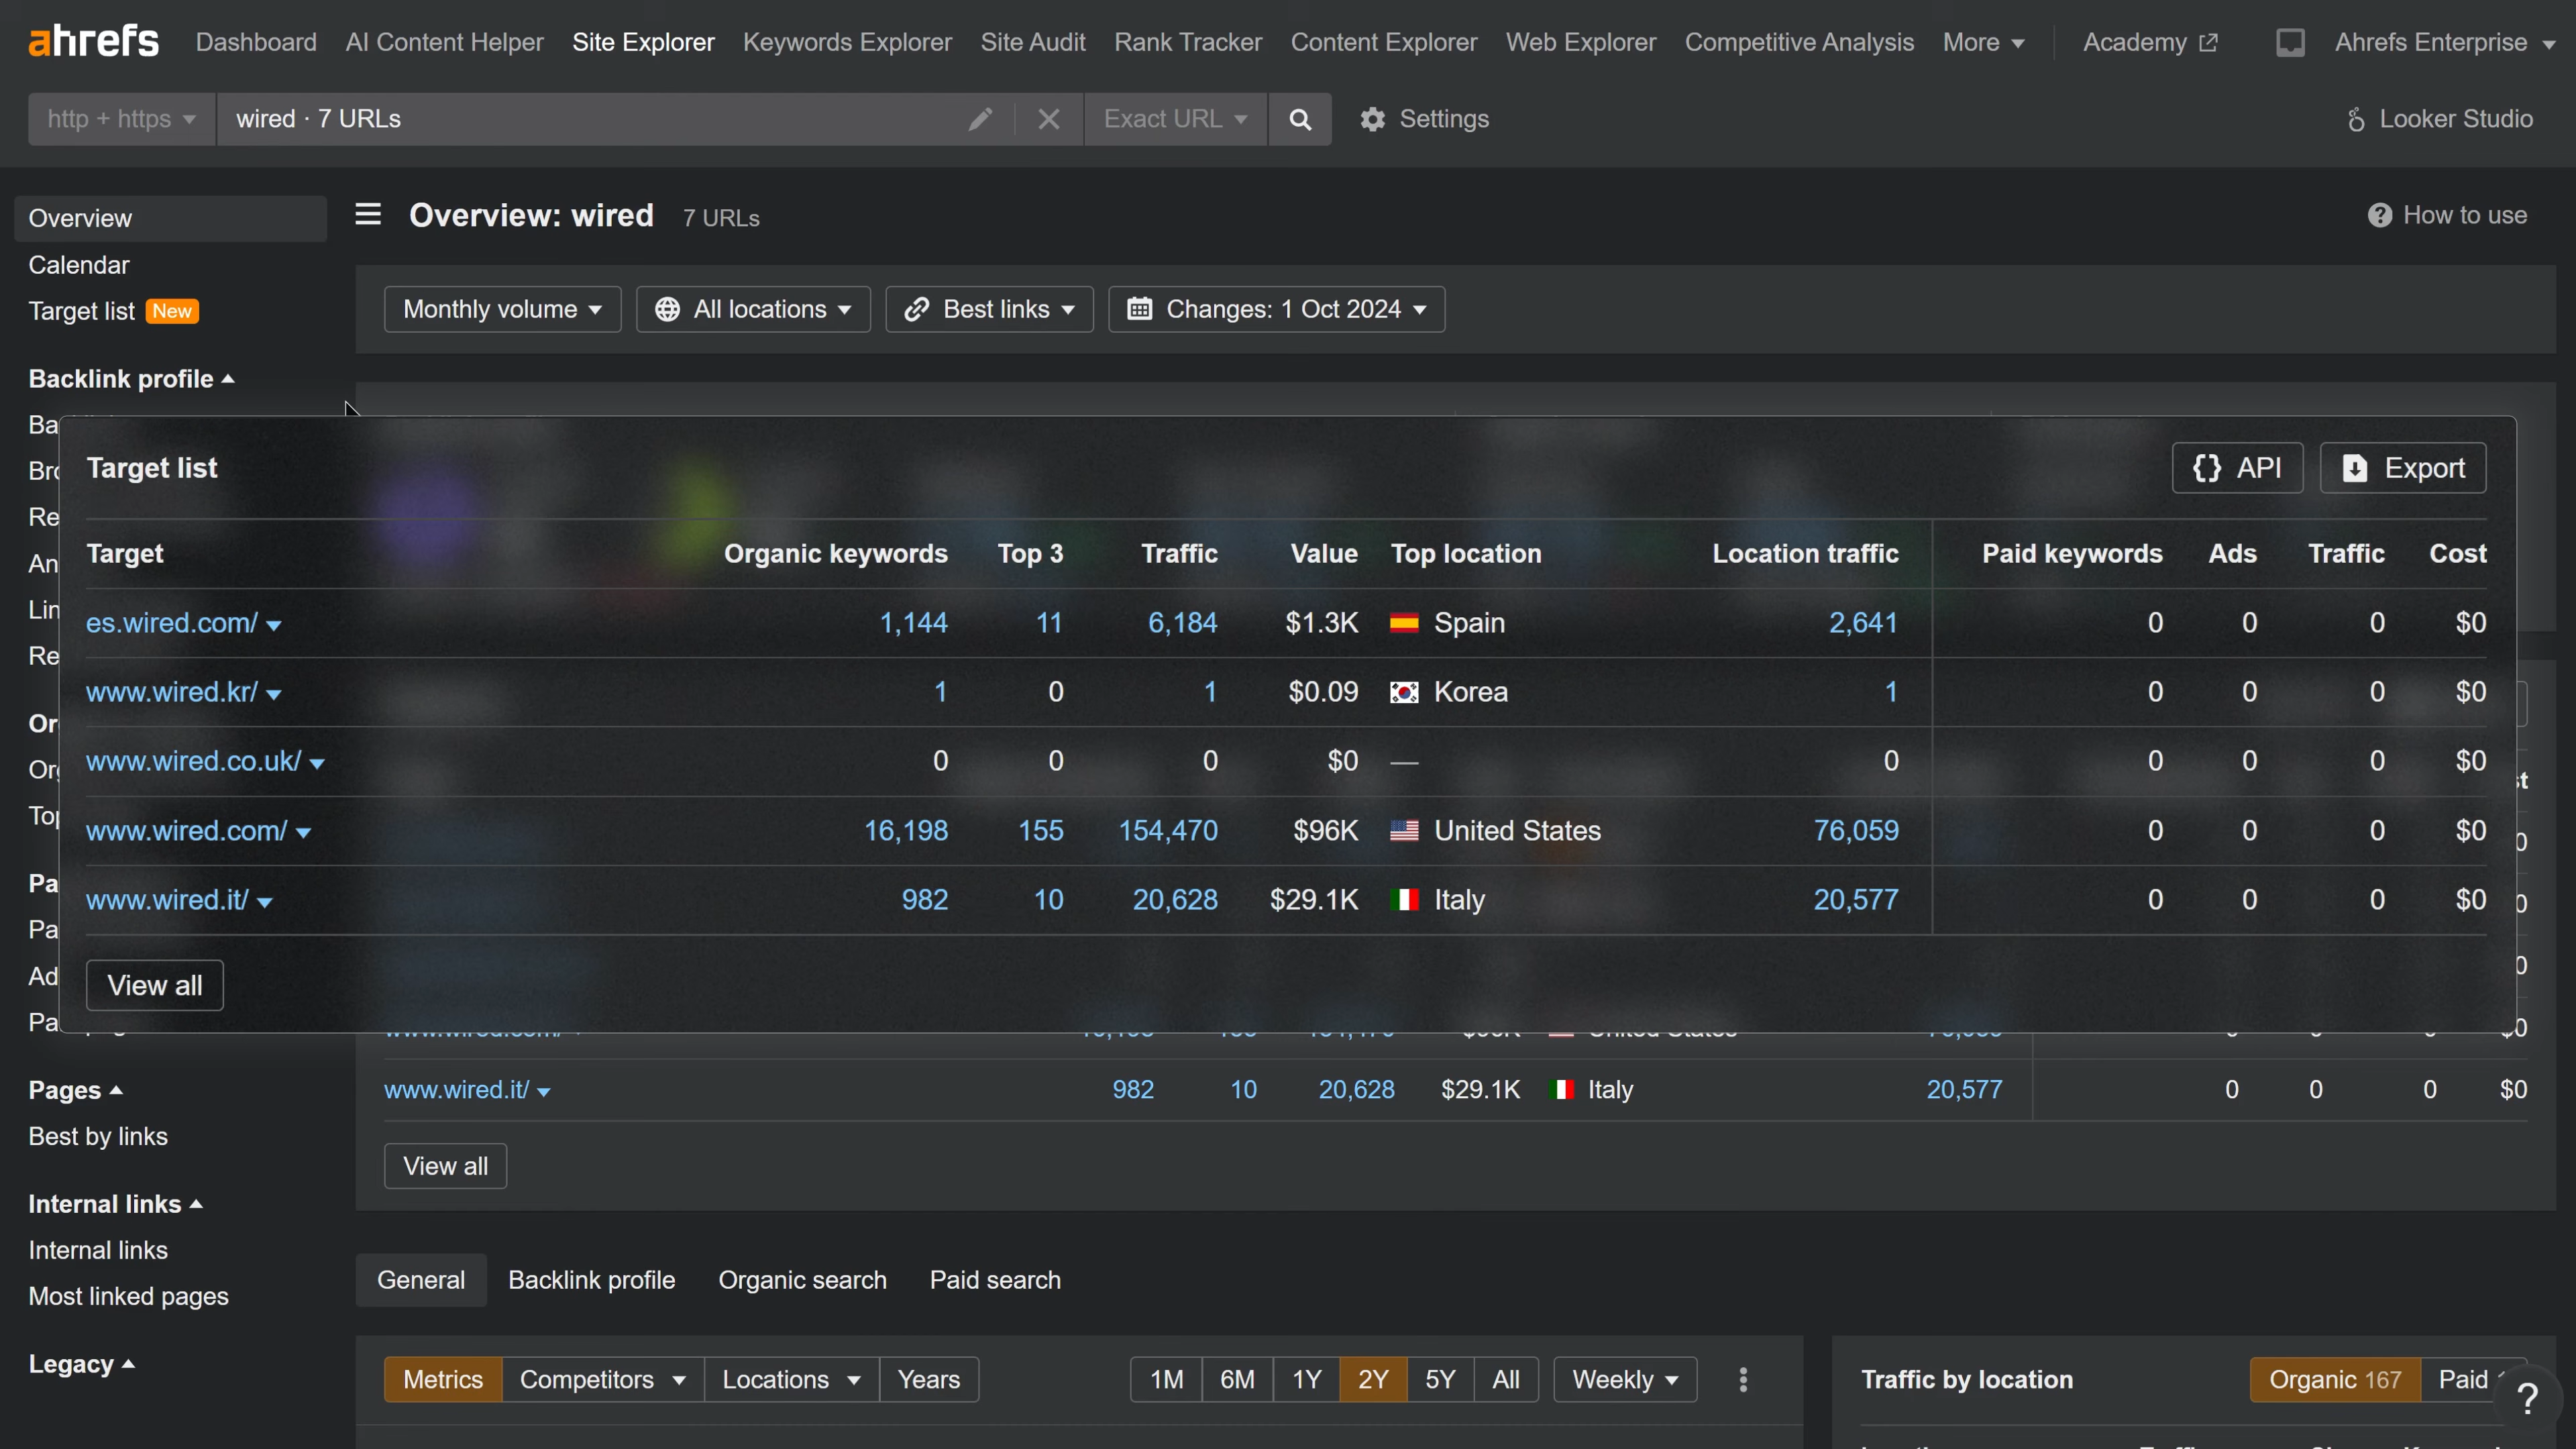 ahrefs Dashboard AI Content Helper Site Explorer Keywords Explorer Site Audit Rank Tracker Content Explorer Web Explorer Competitive Analysis More Academy Ahrefs Enterprise
http + https wired · 7 URLs Exact URL Settings Looker Studio
Overview Overview: wired 7 URLs How to use
Calendar
Target list New Monthly volume All locations Best links Changes: 1 Oct 2024
Backlink profile
Target list API Export
Target Organic keywords Top 3 Traffic Value Top location Location traffic Paid keywords Ads Traffic Cost
es.wired.com/ 1,144 11 6,184 $1.3K Spain 2,641 0 0 0 $0
www.wired.kr/ 1 0 1 $0.09 Korea 1 0 0 0 $0
www.wired.co.uk/ 0 0 0 $0 — 0 0 0 0 $0
www.wired.com/ 16,198 155 154,470 $96K United States 76,059 0 0 0 $0
www.wired.it/ 982 10 20,628 $29.1K Italy 20,577 0 0 0 $0
View all
www.wired.it/ 982 10 20,628 $29.1K Italy 20,577 0 0 0 $0
Pages
Best by links
View all
Internal links
Internal links
General Backlink profile Organic search Paid search
Most linked pages
Legacy
Metrics Competitors Locations Years 1M 6M 1Y 2Y 5Y All Weekly Traffic by location Organic 167 Paid
?